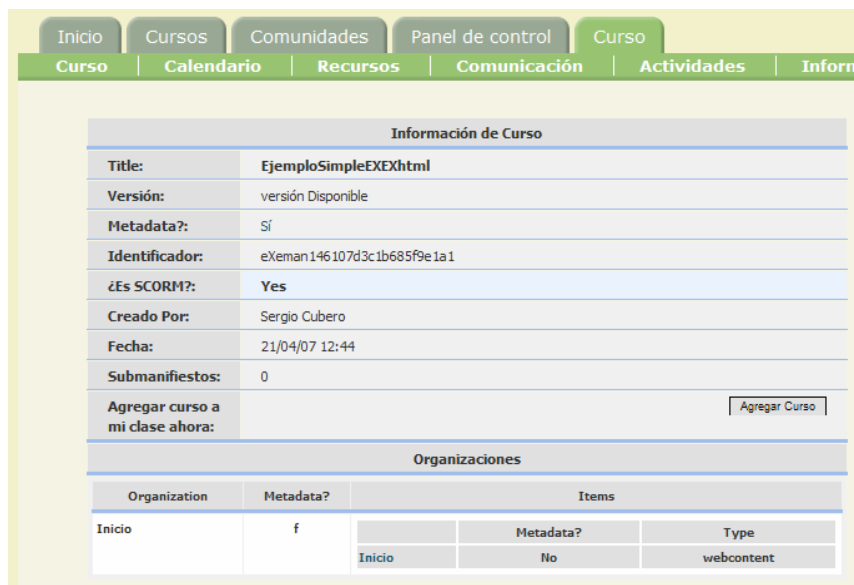 Inicio Cursos Comunidades Panel de control Curso
Curso Calendario Recursos Comunicación Actividades Inform
Información de Curso
Title: EjemploSimpleEXEXhtml
Versión: versión Disponible
Metadata?: Sí
Identificador: eXeman146107d3c1b685f9e1a1
¿Es SCORM?: Yes
Creado Por: Sergio Cubero
Fecha: 21/04/07 12:44
Submanifiestos: 0
Agregar curso a
mi clase ahora: Agregar Curso
Organizaciones
Organization Metadata? Items
Inicio f Metadata? Type
Inicio No webcontent